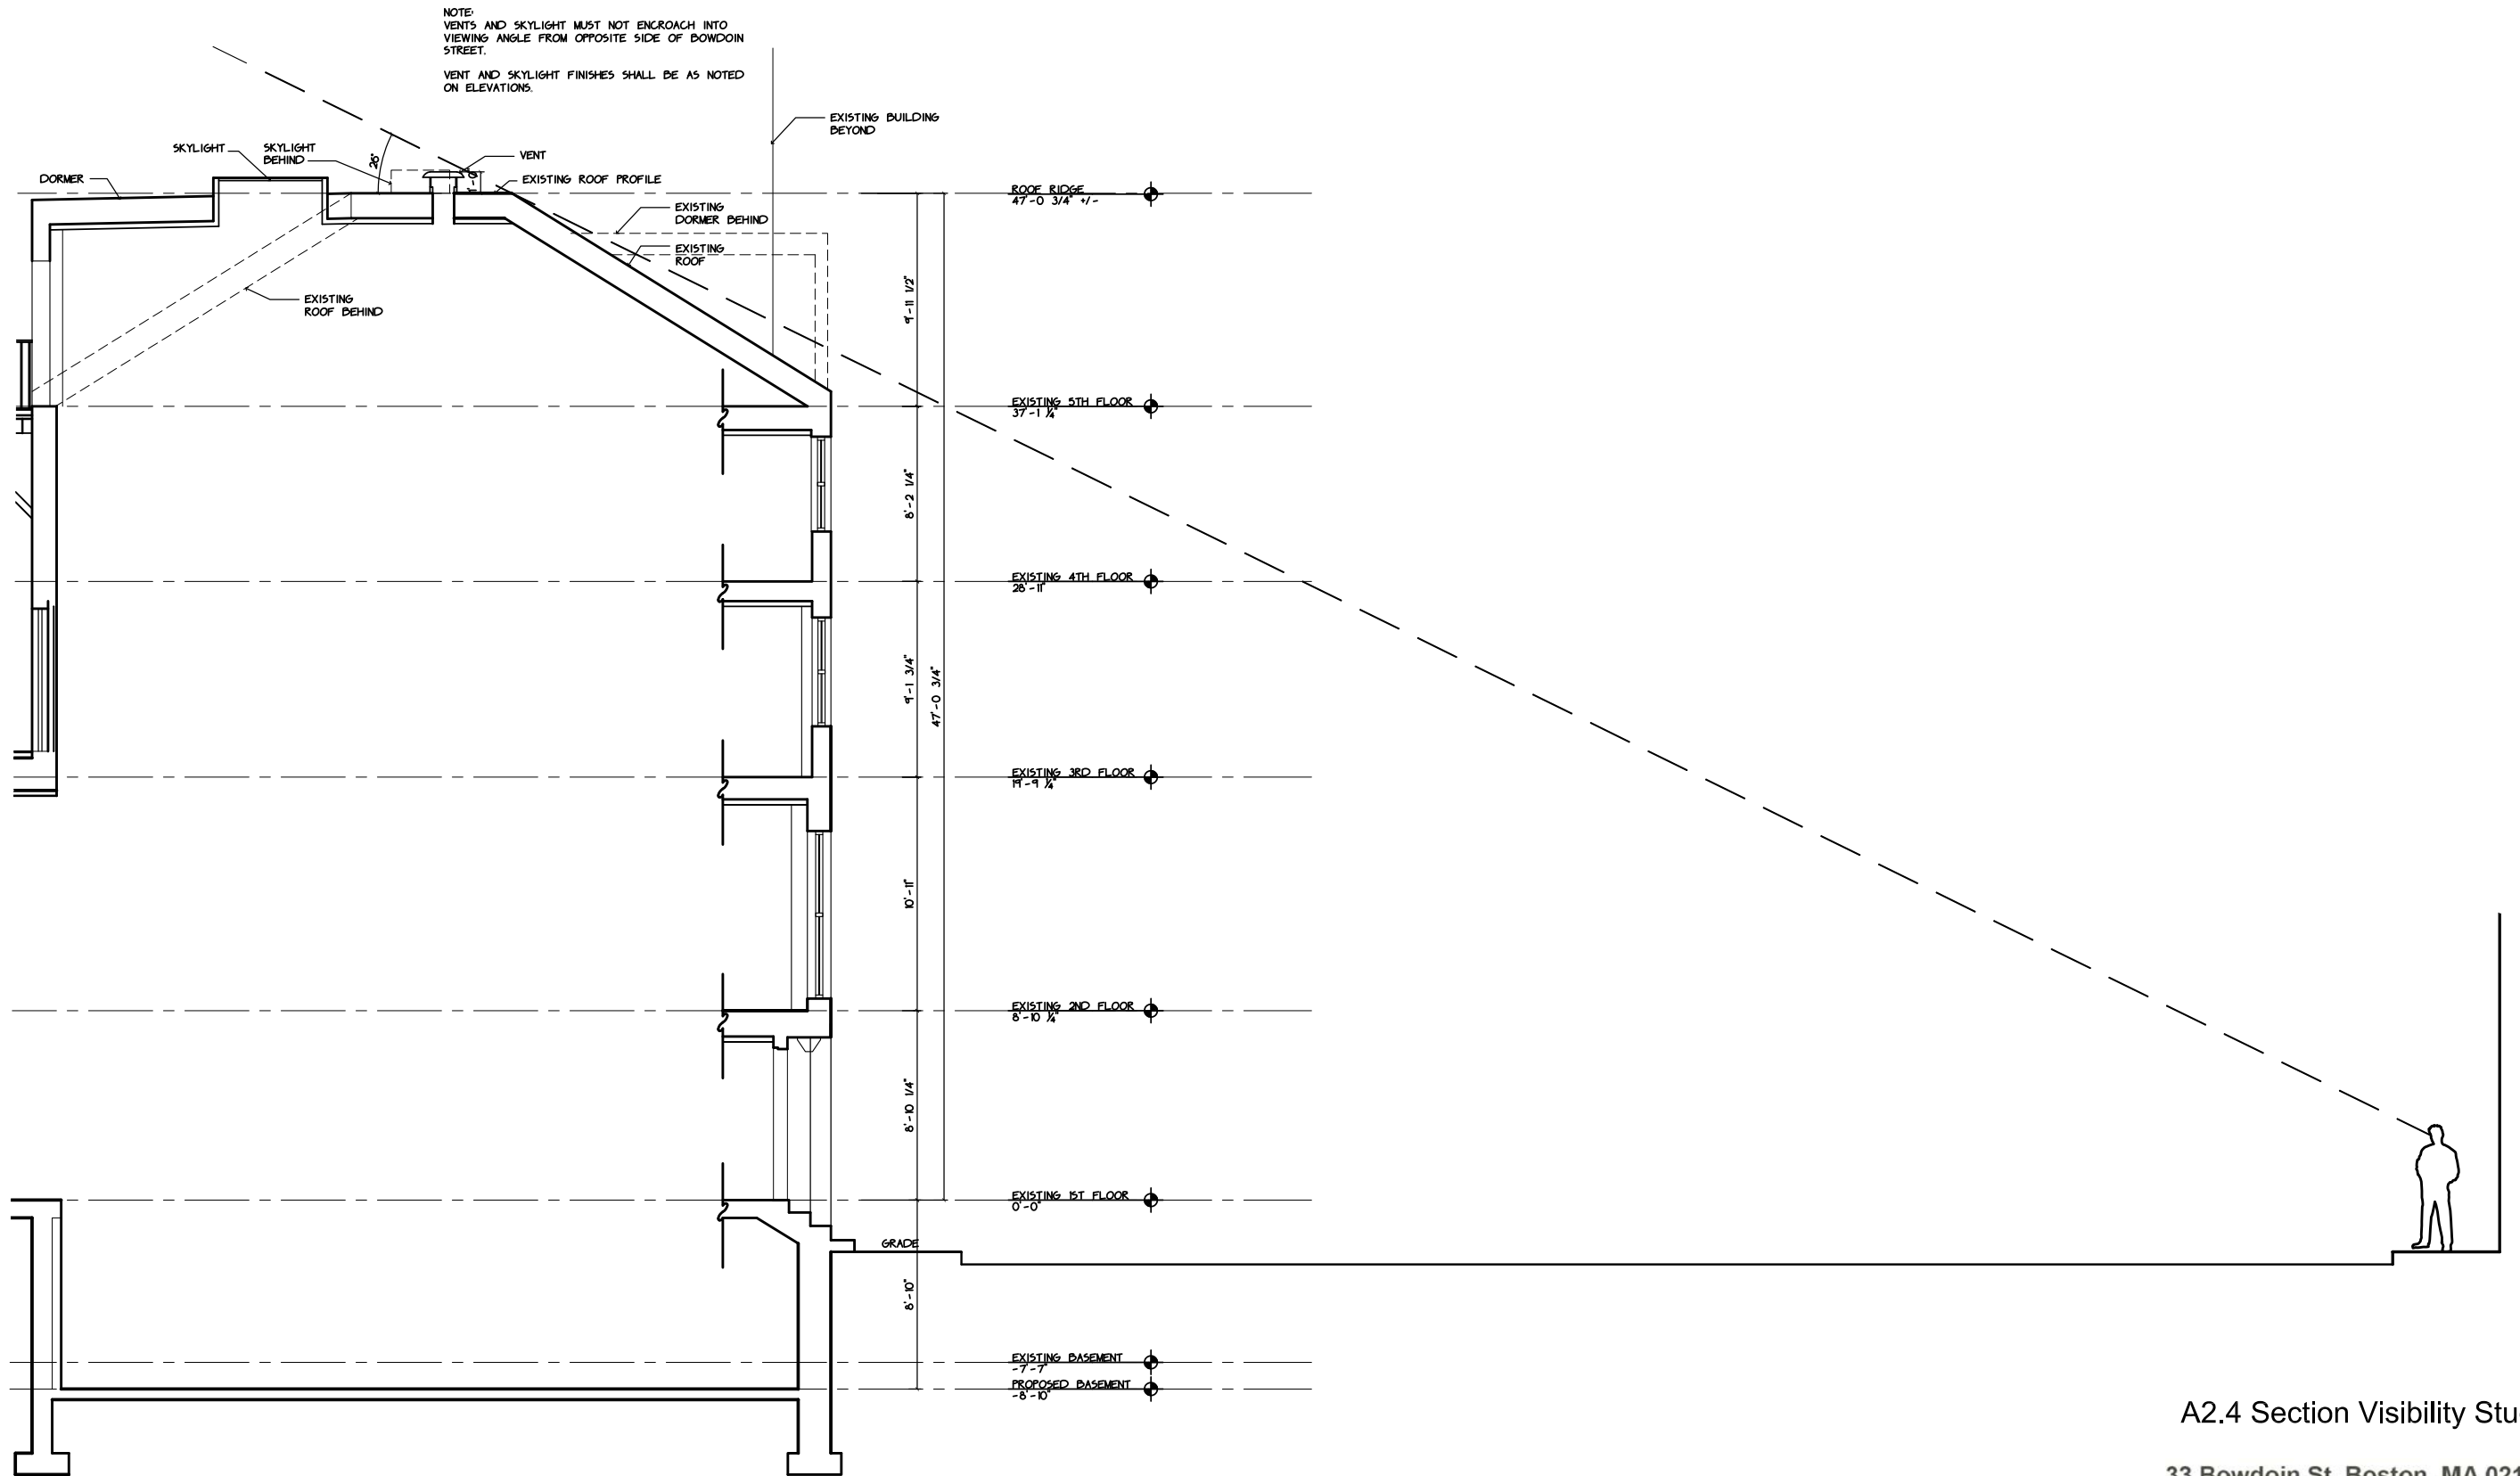 NOTE:
VENTS AND SKYLIGHT MUST NOT ENCROACH INTO
VIEWING ANGLE FROM OPPOSITE SIDE OF BOWDOIN
STREET.
VENT AND SKYLIGHT FINISHES SHALL BE AS NOTED
ON ELEVATIONS.
EXISTING BUILDING
BEYOND
SKYLIGHT
SKYLIGHT
BEHIND
26°
VENT
DORMER
EXISTING ROOF PROFILE
ROOF RIDGE
47'-0 3/4" +/-
EXISTING
DORMER BEHIND
EXISTING
ROOF
EXISTING
ROOF BEHIND
9'-11 1/2"
EXISTING 5TH FLOOR
37'-1 1/4"
8'-2 1/4"
EXISTING 4TH FLOOR
28'-11"
9'-1 3/4"
47'-0 3/4"
EXISTING 3RD FLOOR
19'-9 1/4"
10'-11"
EXISTING 2ND FLOOR
8'-10 1/4"
8'-10 1/4"
EXISTING 1ST FLOOR
0'-0"
GRADE
8'-10"
EXISTING BASEMENT
-7'-7"
PROPOSED BASEMENT
-8'-10"
A2.4 Section Visibility Stu
33 Bowdoin St, Boston, MA 021